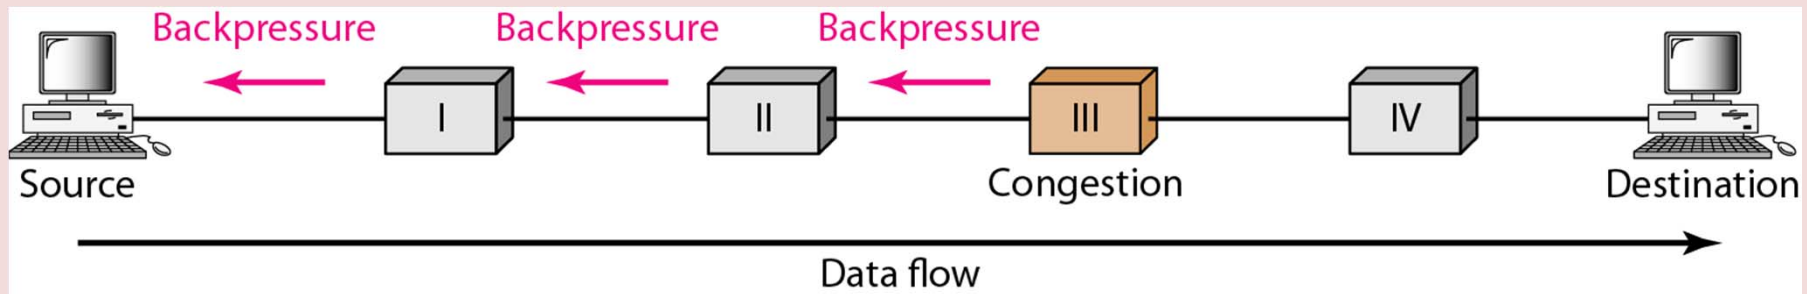 Backpressure Backpressure Backpressure
I II III IV
Source Congestion Destination
Data flow